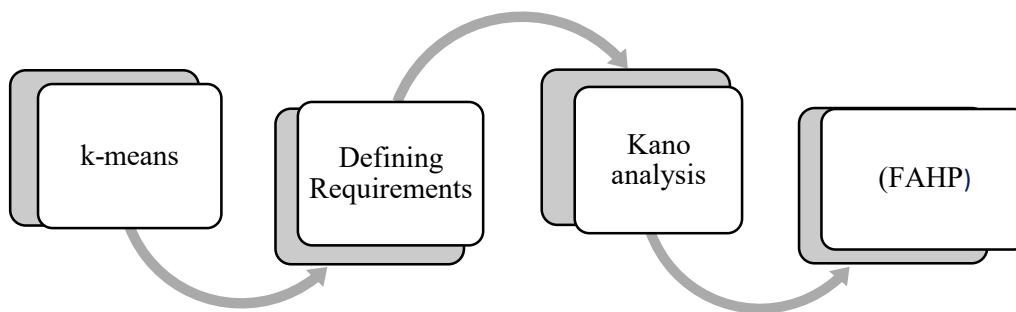 k-means
Defining
Requirements
Kano
analysis
(FAHP)